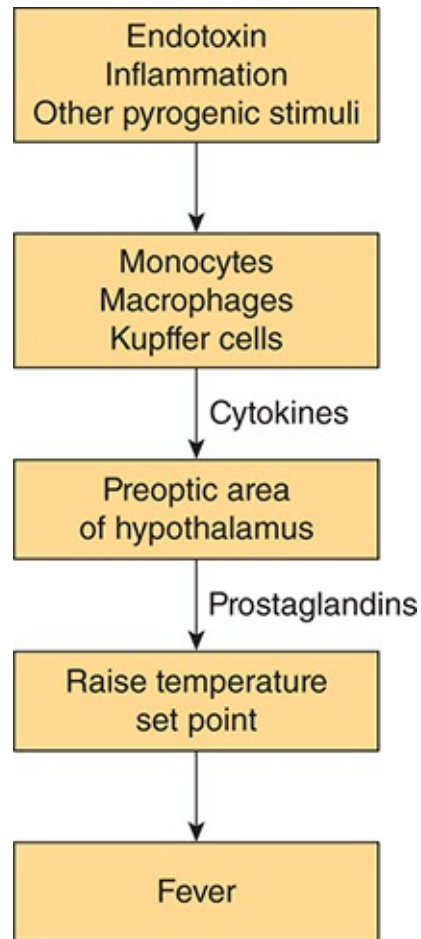 Endotoxin
Inflammation
Other pyrogenic stimuli
Monocytes
Macrophages
Kupffer cells
Cytokines
Preoptic area
of hypothalamus
Prostaglandins
Raise temperature
set point
Fever